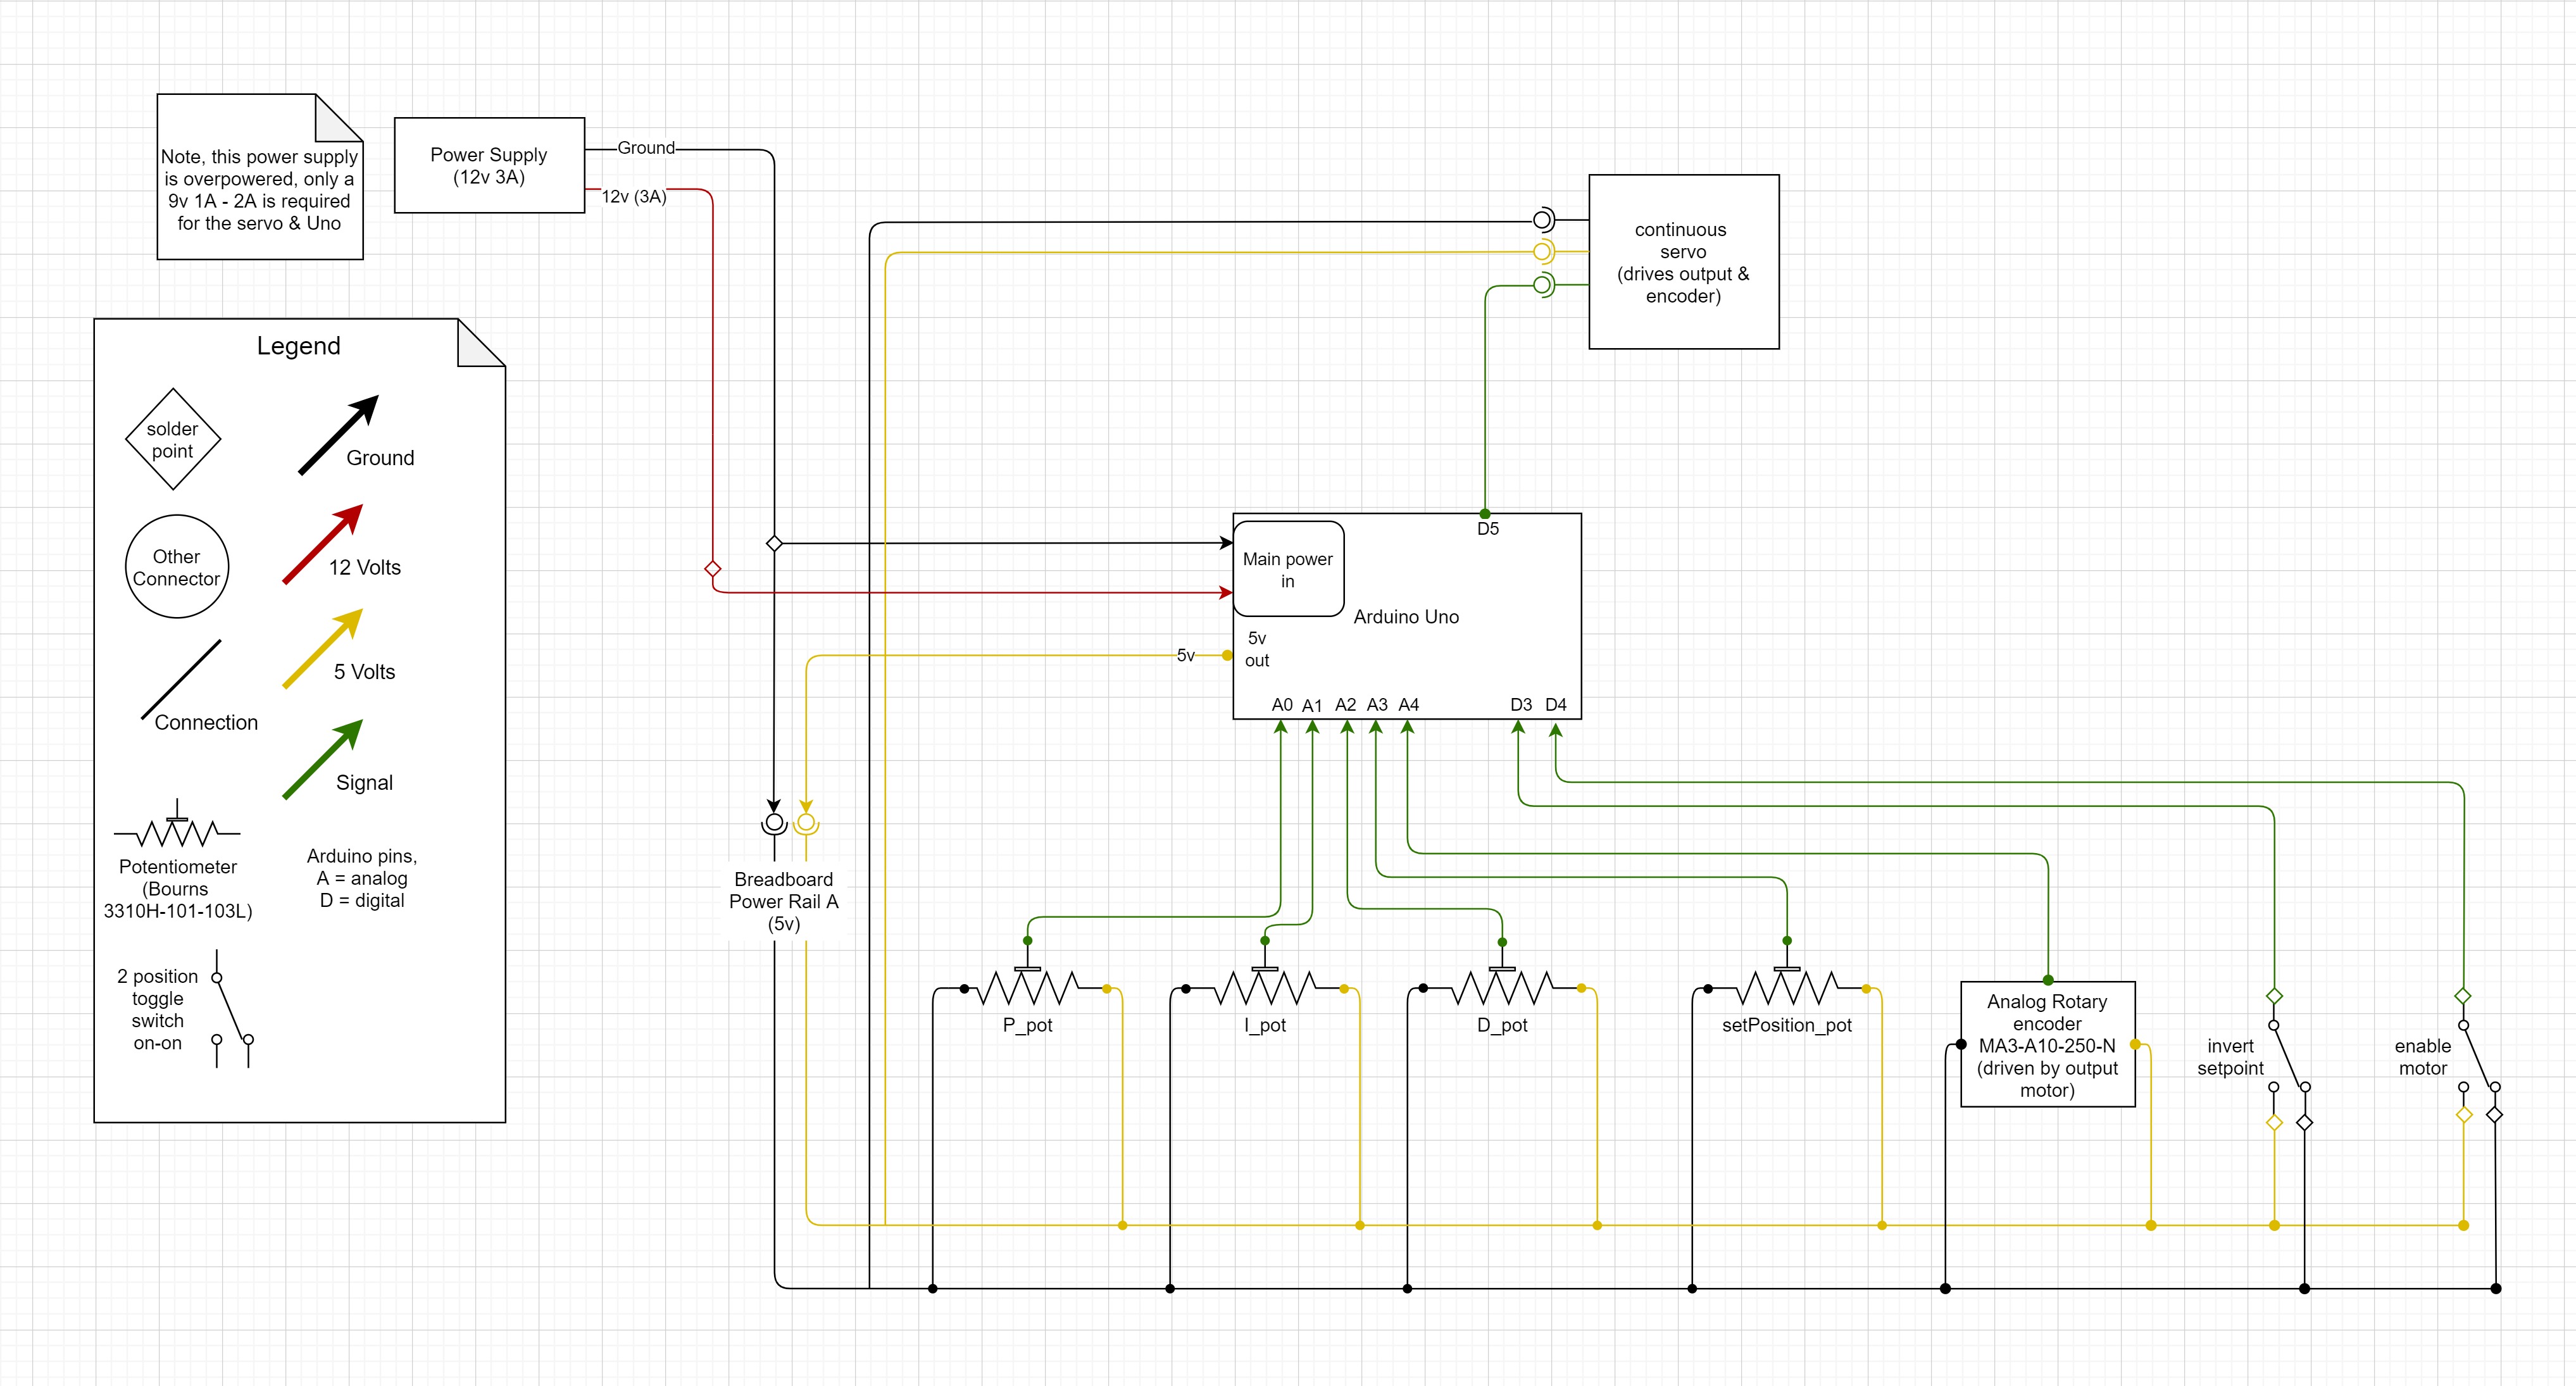 Note, this power supply
is overpowered, only a
9v 1A - 2A is required
for the servo & Uno
Power Supply
(12v 3A)
Ground
12v (3A)
continuous
servo
(drives output &
encoder)
Legend
solder
point
Ground
Other
Connector
12 Volts
5 Volts
Connection
Signal
Potentiometer
(Bourns
3310H-101-103L)
Arduino pins,
A = analog
D = digital
2 position
toggle
switch
on-on
D5
Main power
in
Arduino Uno
5v
out
5v
A0 A1 A2 A3 A4 D3 D4
Breadboard
Power Rail A
(5v)
P_pot
I_pot
D_pot
setPosition_pot
Analog Rotary
encoder
MA3-A10-250-N
(driven by output
motor)
invert
setpoint
enable
motor